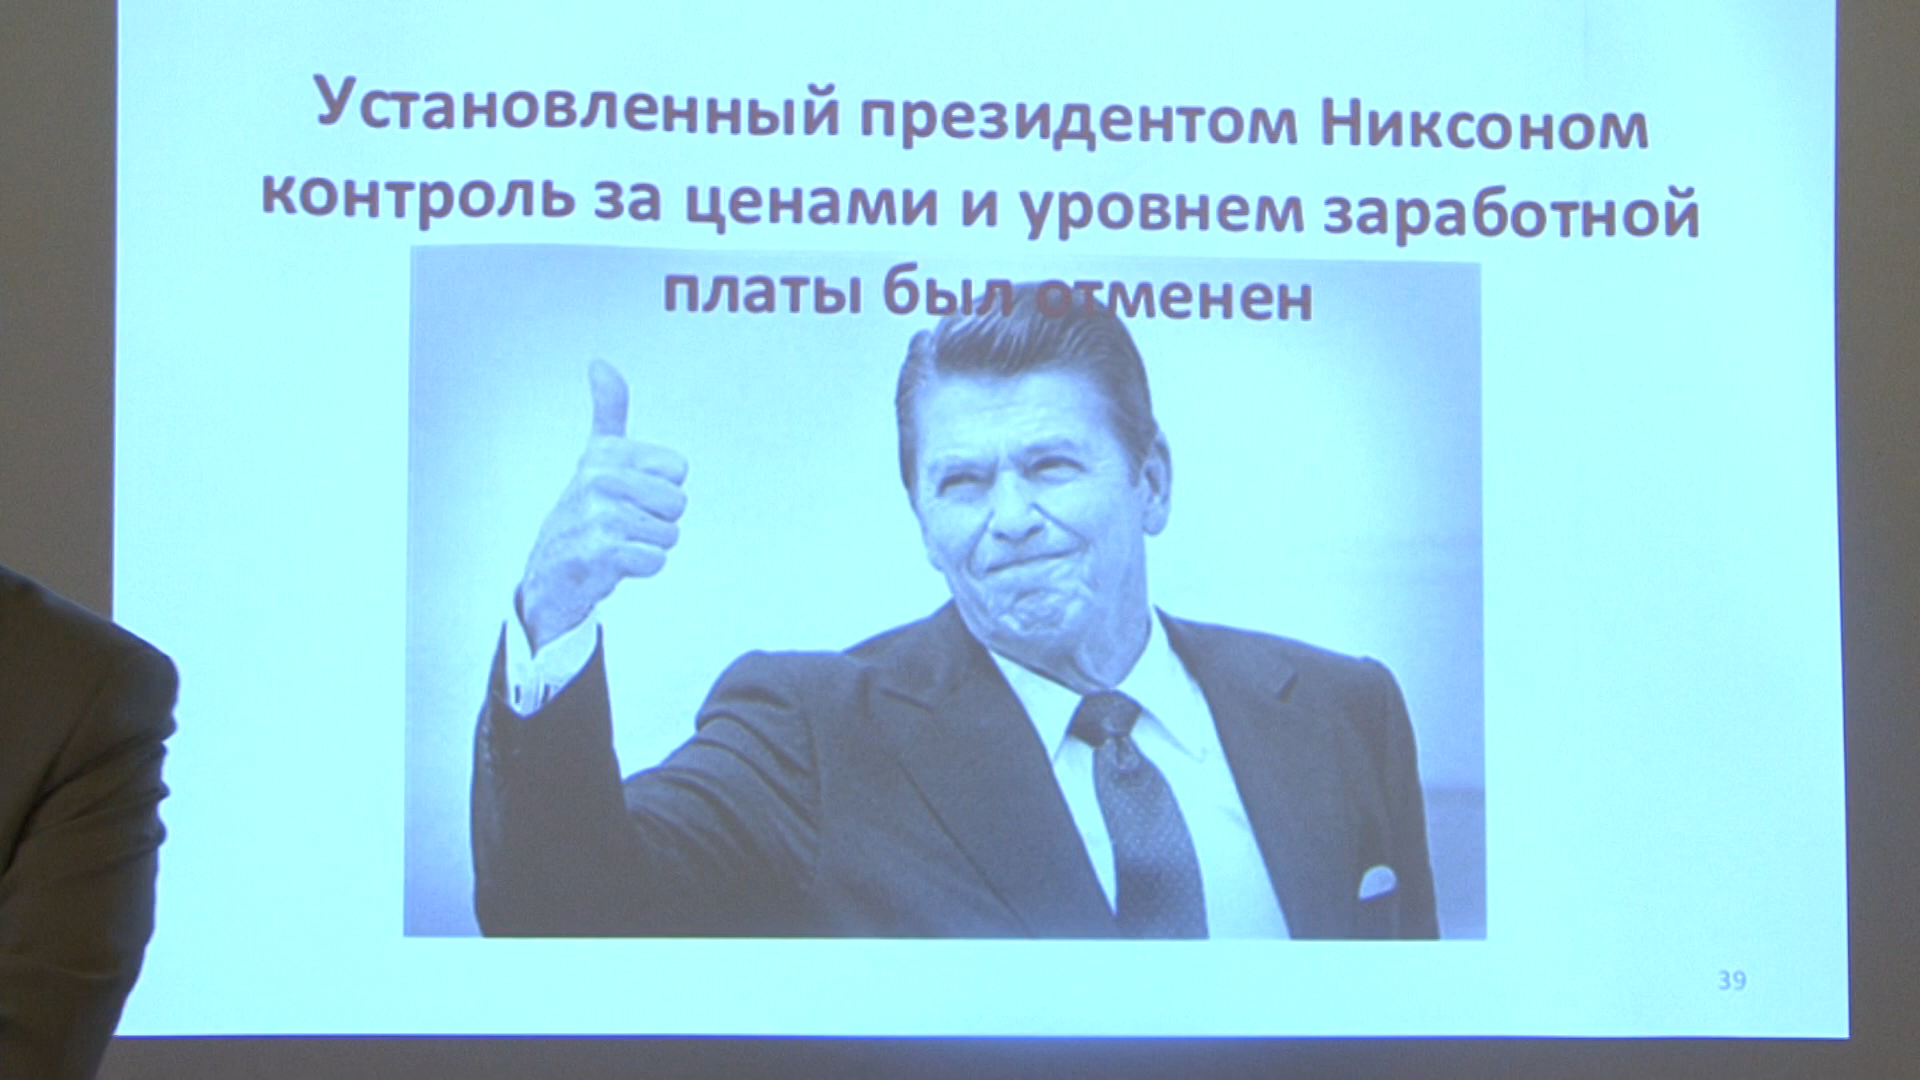 Установленный президентом Никсоном
контроль за ценами и уровнем заработной
платы был отменен
39